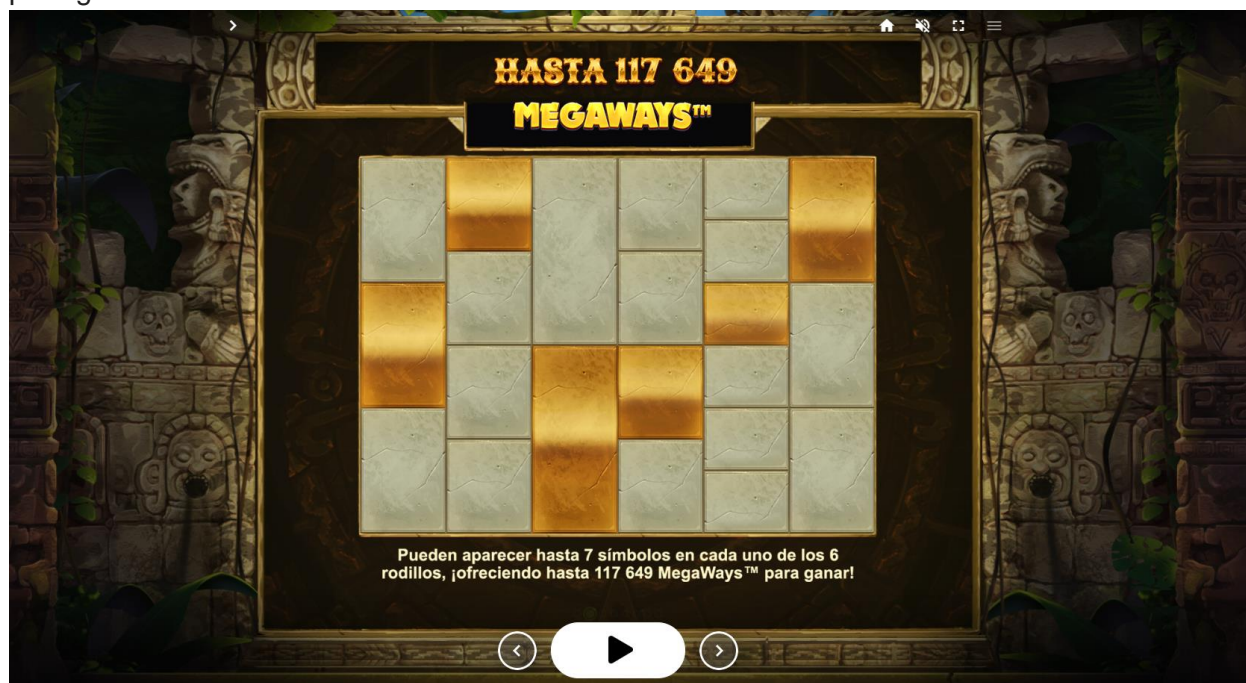 HASTA 117 649
MEGAWAYS™
Pueden aparecer hasta 7 símbolos en cada uno de los 6
rodillos, ¡ofreciendo hasta 117 649 MegaWays™ para ganar!